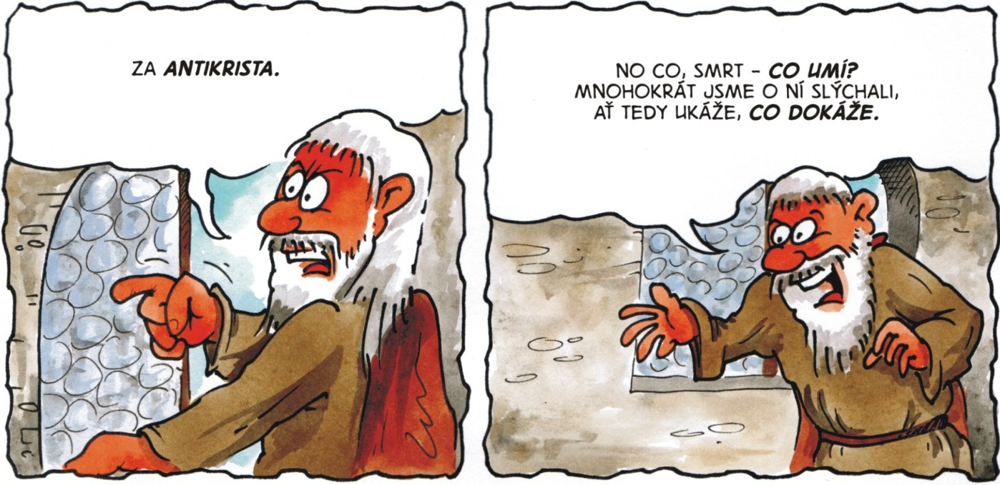 ZA ANTIKRISTA.
NO CO, SMRT – CO UMÍ?
MNOHOKRÁT JSME O NÍ SLÝCHALI,
AŤ TEDY UKÁŽE, CO DOKÁŽE.